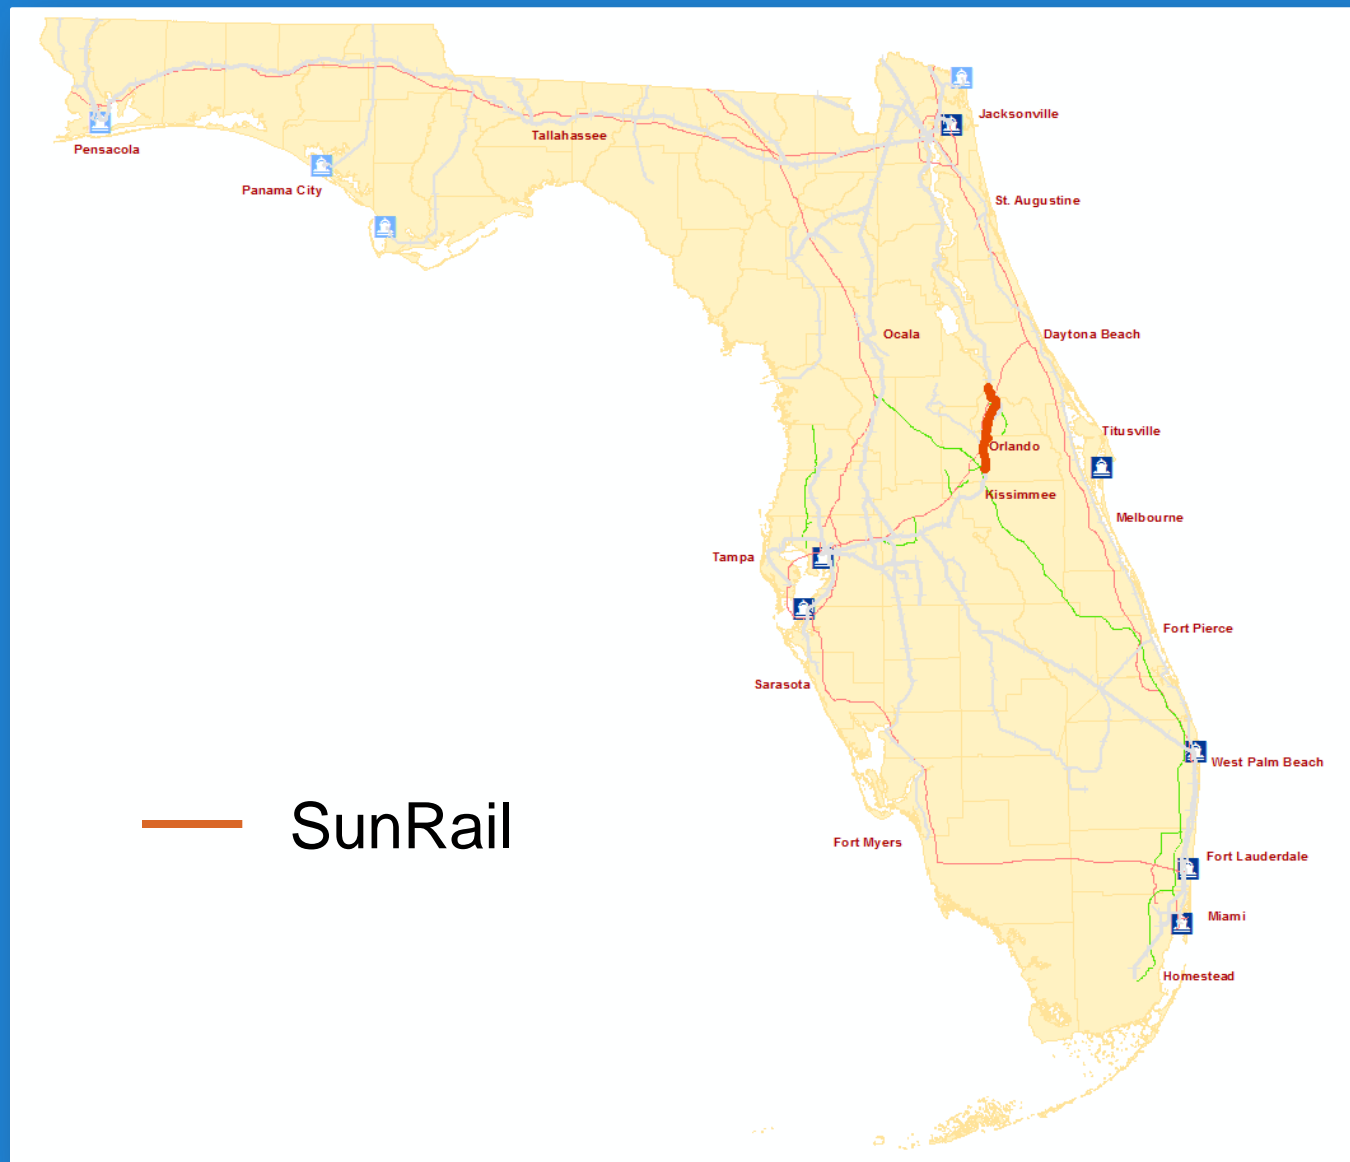 Jacksonville
Tallahassee
Pensacola
Panama City
St. Augustine
Ocala
Daytona Beach
Titusville
Orlando
Kissimmee
Melbourne
Tampa
Fort Pierce
Sarasota
West Palm Beach
SunRail
Fort Myers
Fort Lauderdale
Miami
Homestead